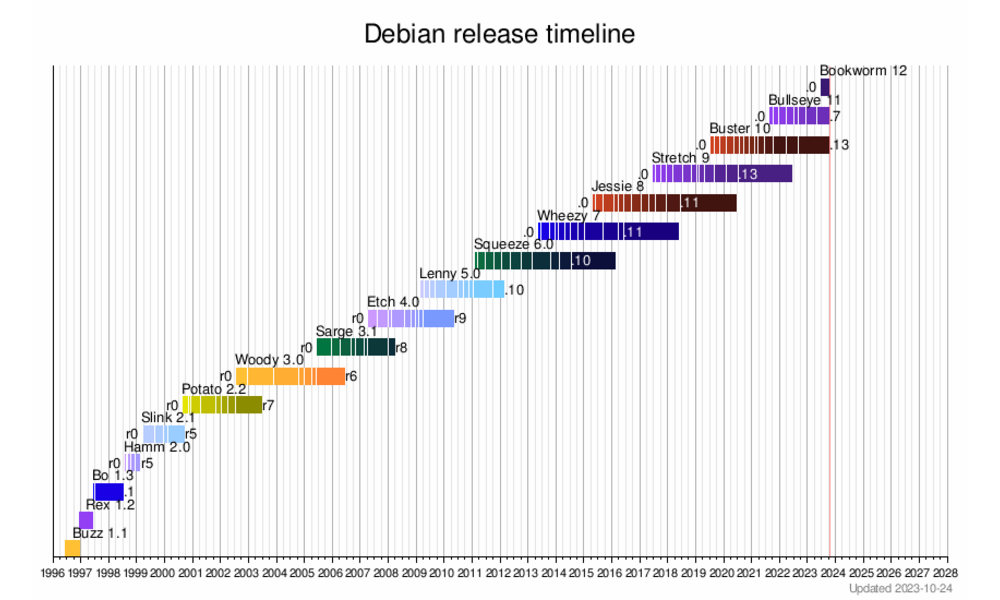 Debian release timeline
Bookworm 12
.0
Bullseye 11
.0 .7
Buster 10
.0 .13
Stretch 9
.0 .13
Jessie 8
.0 .11
Wheezy 7
.0 .11
Squeeze 6.0
.10
Lenny 5.0
.10
Etch 4.0
r0 r9
Sarge 3.1
r0 r8
Woody 3.0
r0 r6
Potato 2.2
r0 r7
Slink 2.1
r0 r5
Hamm 2.0
r0 r5
Bo 1.3
.1
Rex 1.2
Buzz 1.1
1996 1997 1998 1999 2000 2001 2002 2003 2004 2005 2006 2007 2008 2009 2010 2011 2012 2013 2014 2015 2016 2017 2018 2019 2020 2021 2022 2023 2024 2025 2026 2027 2028
Updated 2023-10-24